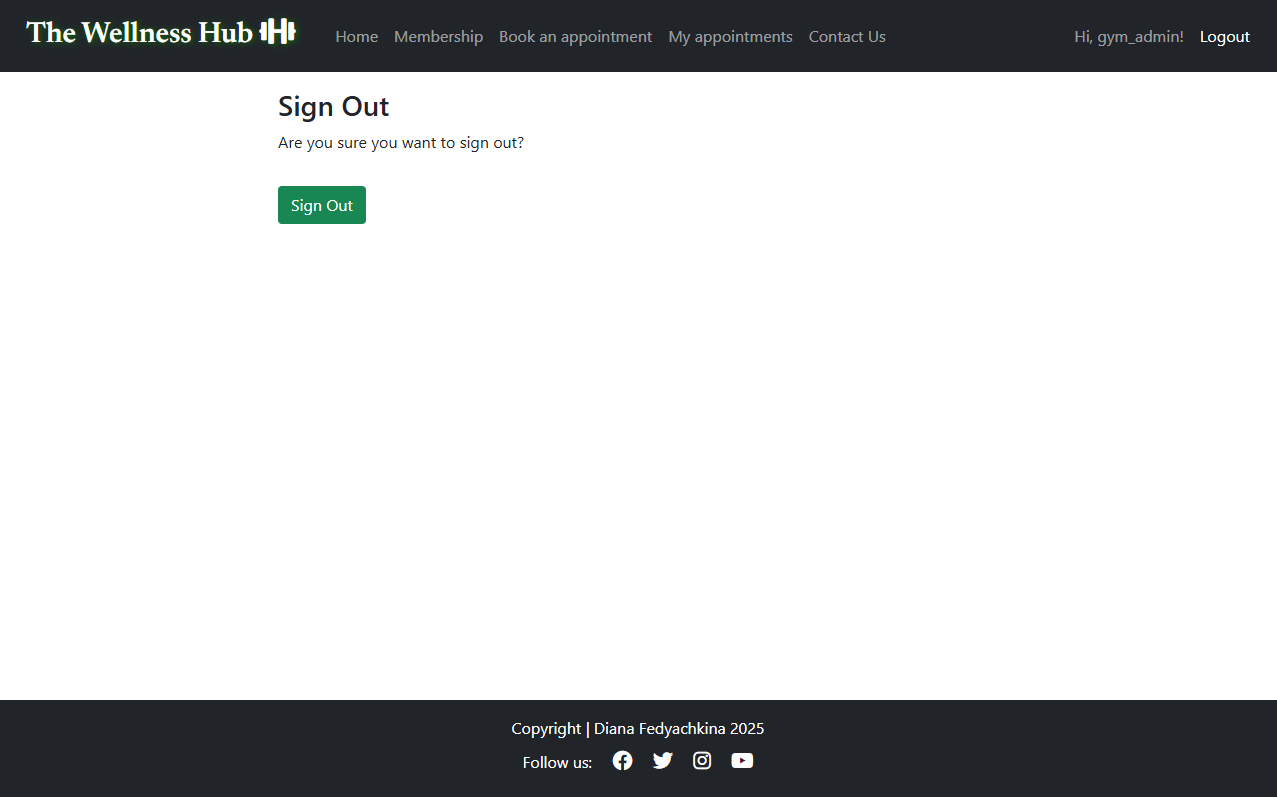 The Wellness Hub
Home Membership Book an appointment My appointments Contact Us Hi, gym_admin! Logout
Sign Out
Are you sure you want to sign out?
Sign Out
Copyright | Diana Fedyachkina 2025
Follow us: